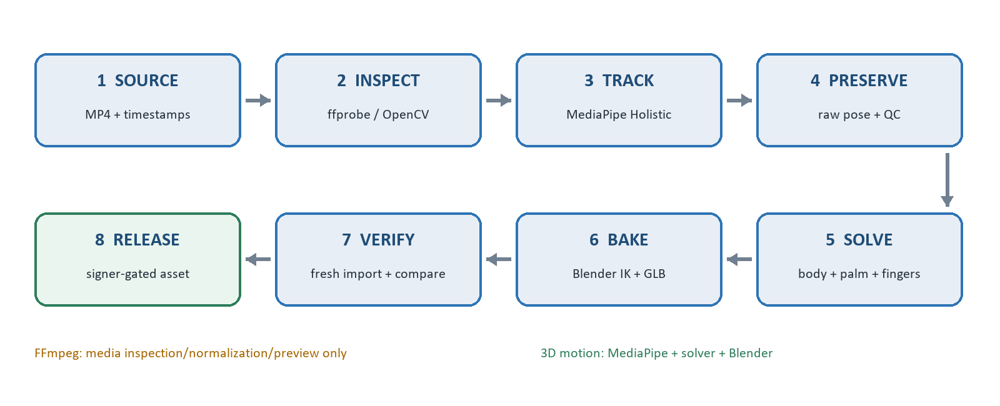 1 SOURCE
MP4 + timestamps
2 INSPECT
ffprobe / OpenCV
3 TRACK
MediaPipe Holistic
4 PRESERVE
raw pose + QC
5 SOLVE
body + palm + fingers
6 BAKE
Blender IK + GLB
7 VERIFY
fresh import + compare
8 RELEASE
signer-gated asset
FFmpeg: media inspection/normalization/preview only
3D motion: MediaPipe + solver + Blender